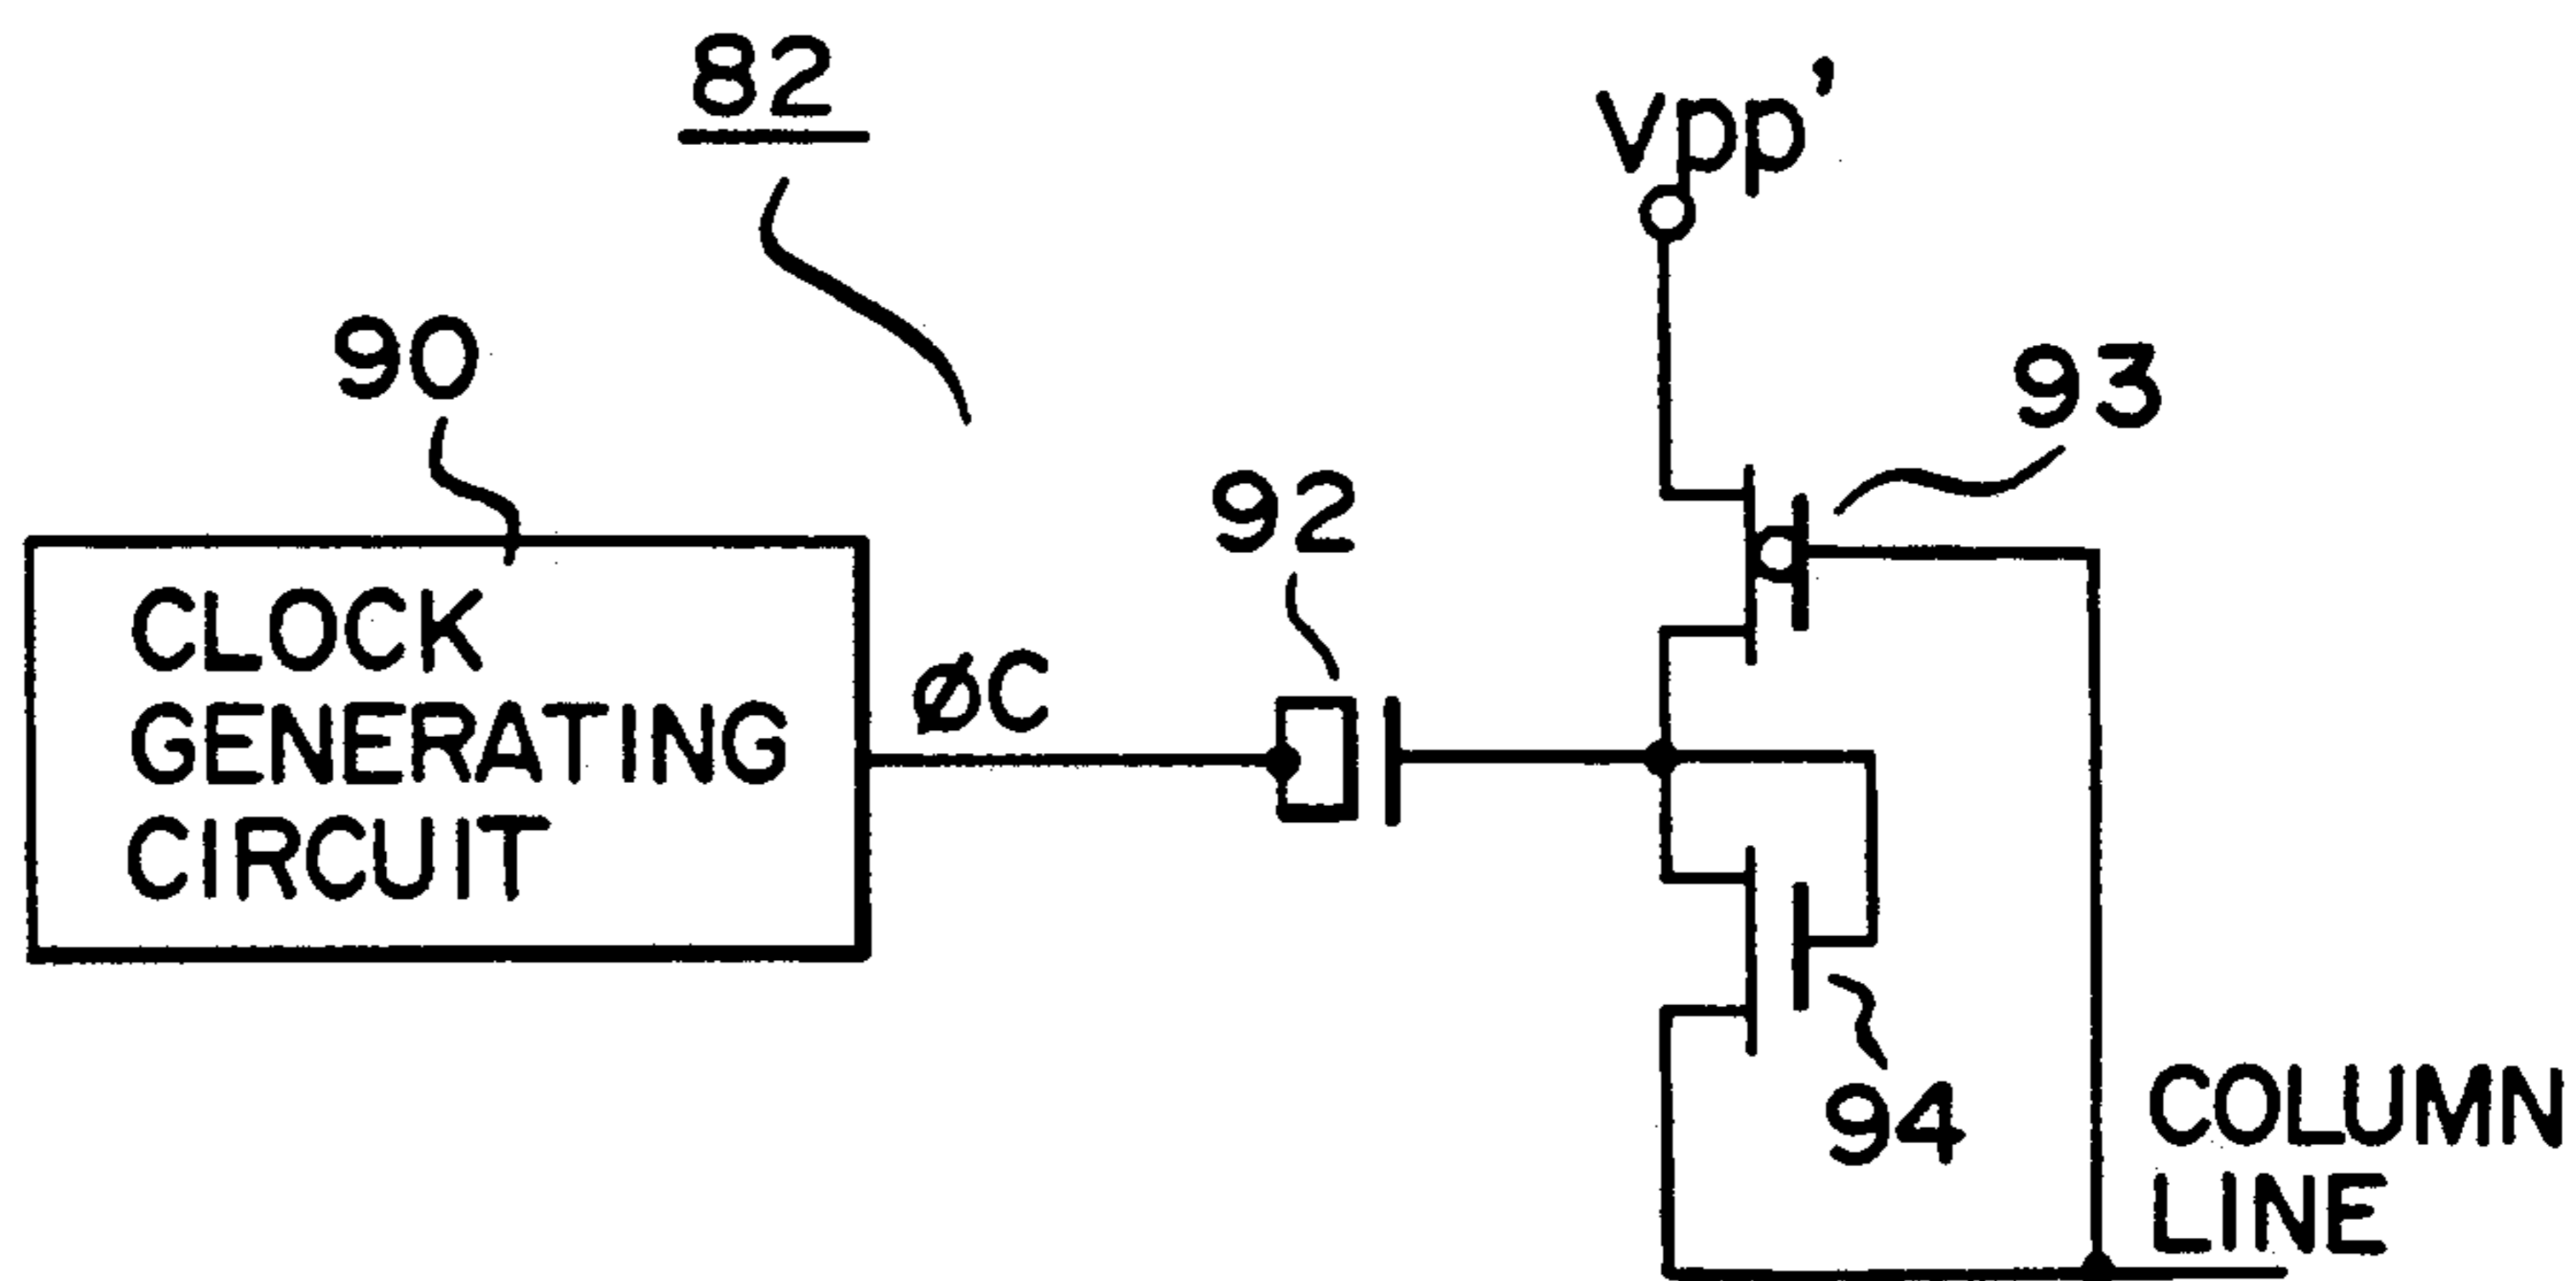 82
Vpp'
90
93
92
CLOCK
GENERATING
CIRCUIT
øC
94
COLUMN
LINE